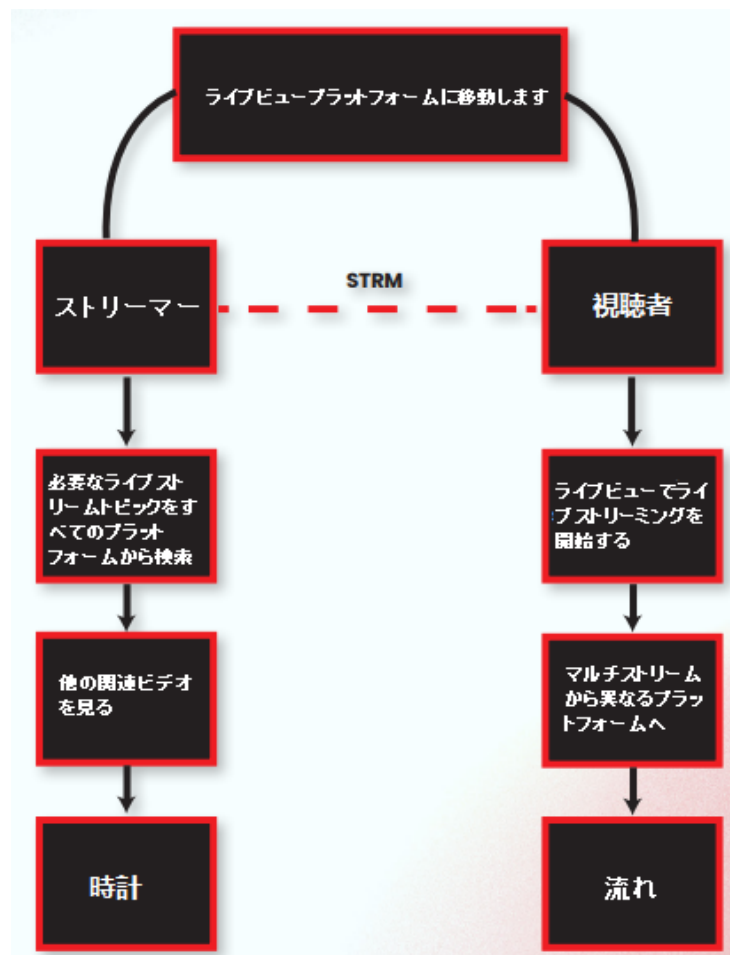 ライブビュープラットフォームに移動します
ストリーマー
STRM
視聴者
必要なライブスト
リームトピックをす
べてのプラット
フォームから検索
ライブビューでライ
ブストリーミングを
開始する
他の関連ビデオ
を見る
マルチストリーム
から異なるプラッ
トフォームへ
時計
流れ